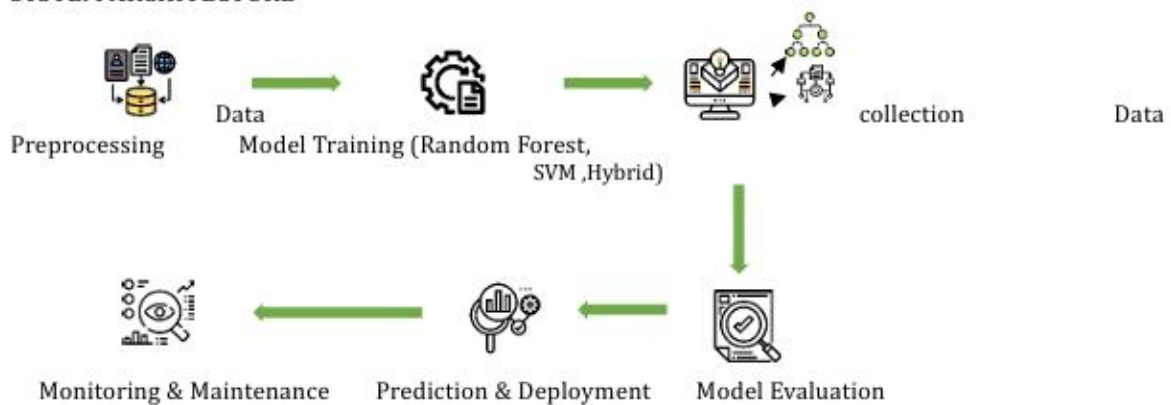 Data collection Data
Preprocessing Model Training (Random Forest,
SVM ,Hybrid)
Monitoring & Maintenance Prediction & Deployment Model Evaluation